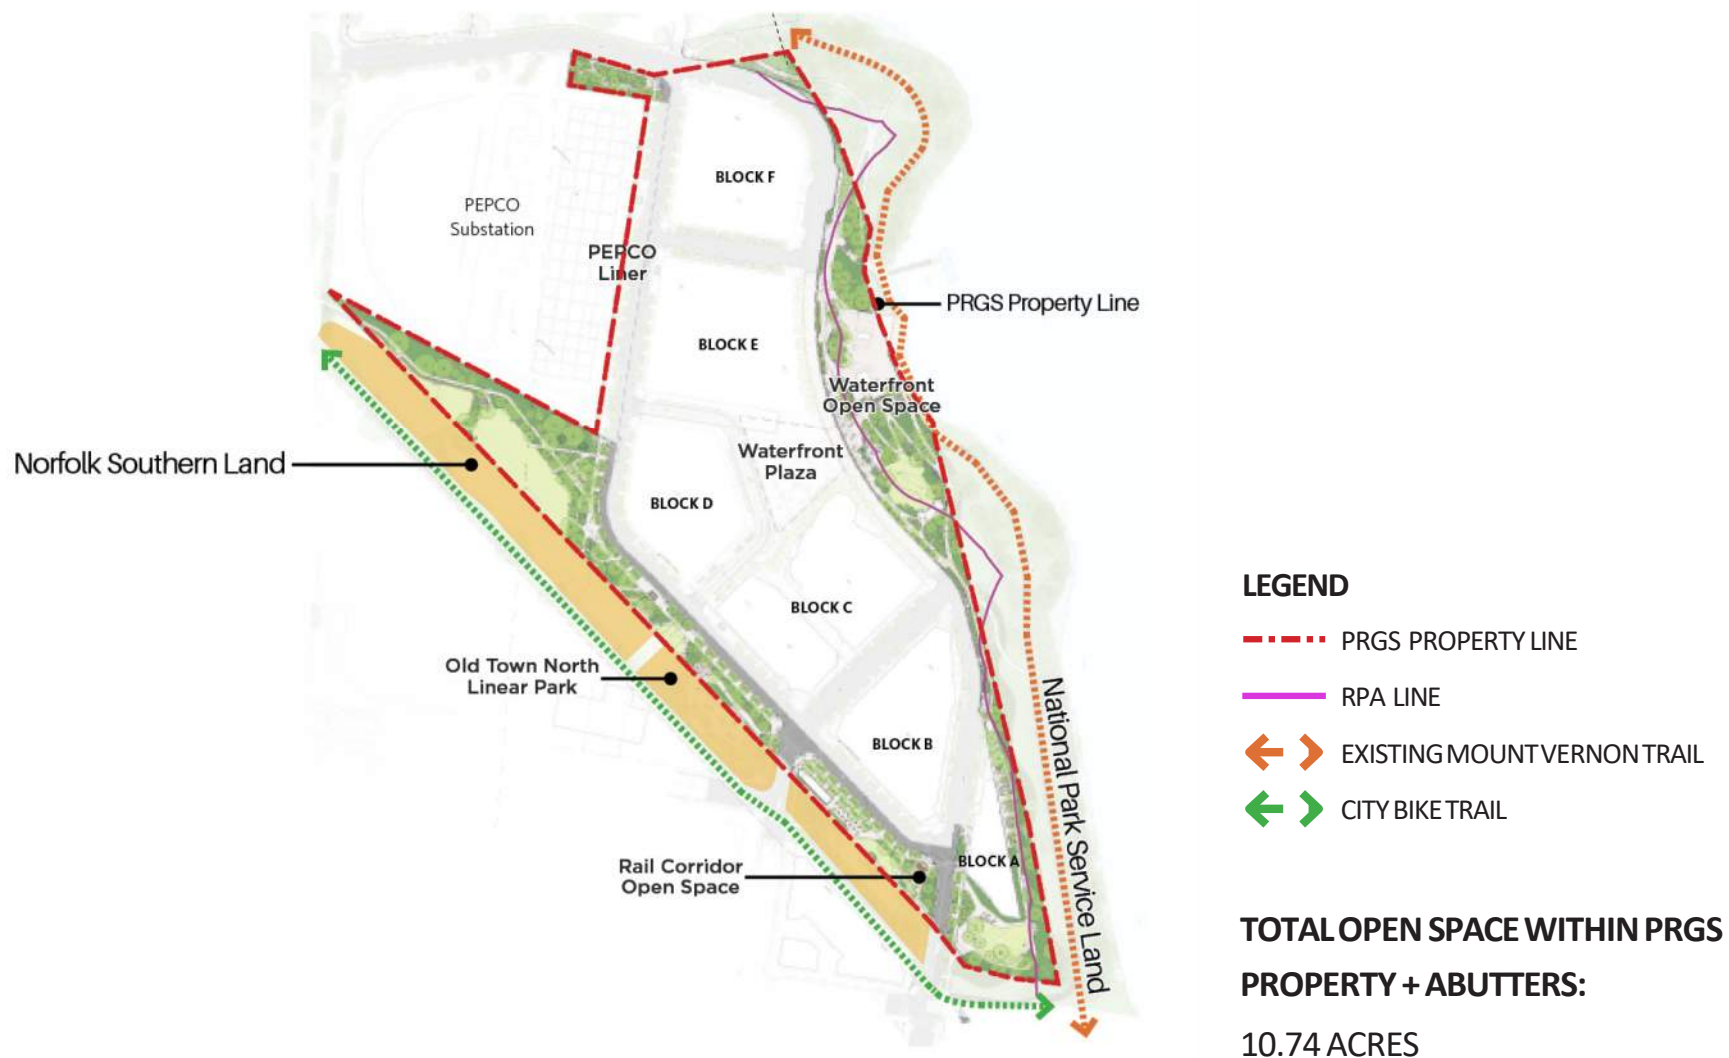 BLOCK F
PEPCO
Substation
PEPCO
Liner
PRGS Property Line
BLOCK E
Waterfront
Open Space
Norfolk Southern Land
Waterfront
Plaza
BLOCK D
BLOCK C
Old Town North
Linear Park
BLOCK B
National Park Service Land
Rail Corridor
Open Space
BLOCK A
LEGEND
PRGS PROPERTY LINE
RPA LINE
EXISTING MOUNT VERNON TRAIL
CITY BIKE TRAIL
TOTAL OPEN SPACE WITHIN PRGS
PROPERTY + ABUTTERS:
10.74 ACRES